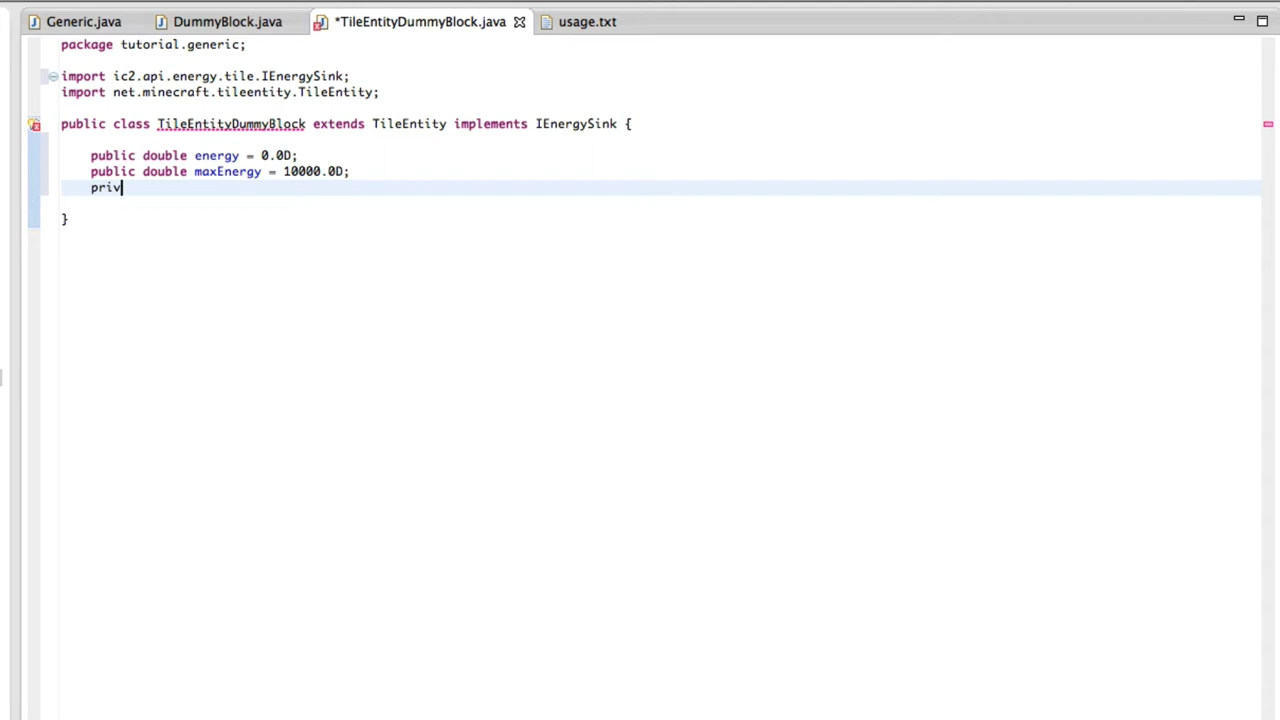 Generic.java DummyBlock.java *TileEntityDummyBlock.java usage.txt
package tutorial.generic;
import ic2.api.energy.tile.IEnergySink;
import net.minecraft.tileentity.TileEntity;
public class TileEntityDummyBlock extends TileEntity implements IEnergySink {
public double energy = 0.0D;
public double maxEnergy = 10000.0D;
priv
}